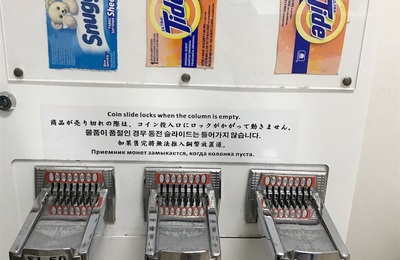 Snuggle
Sheets
Tide
Tide
Coin slide locks when the column is empty.
商品が売り切れの際は、コイン投入口にロックがかがって動きません。
물품이 품절인 경우 동전 슬라이드는 들어가지 않습니다.
如果售完將無法推入銅幣放置道。
Приемник монет замыкается, когда колонка пуста.